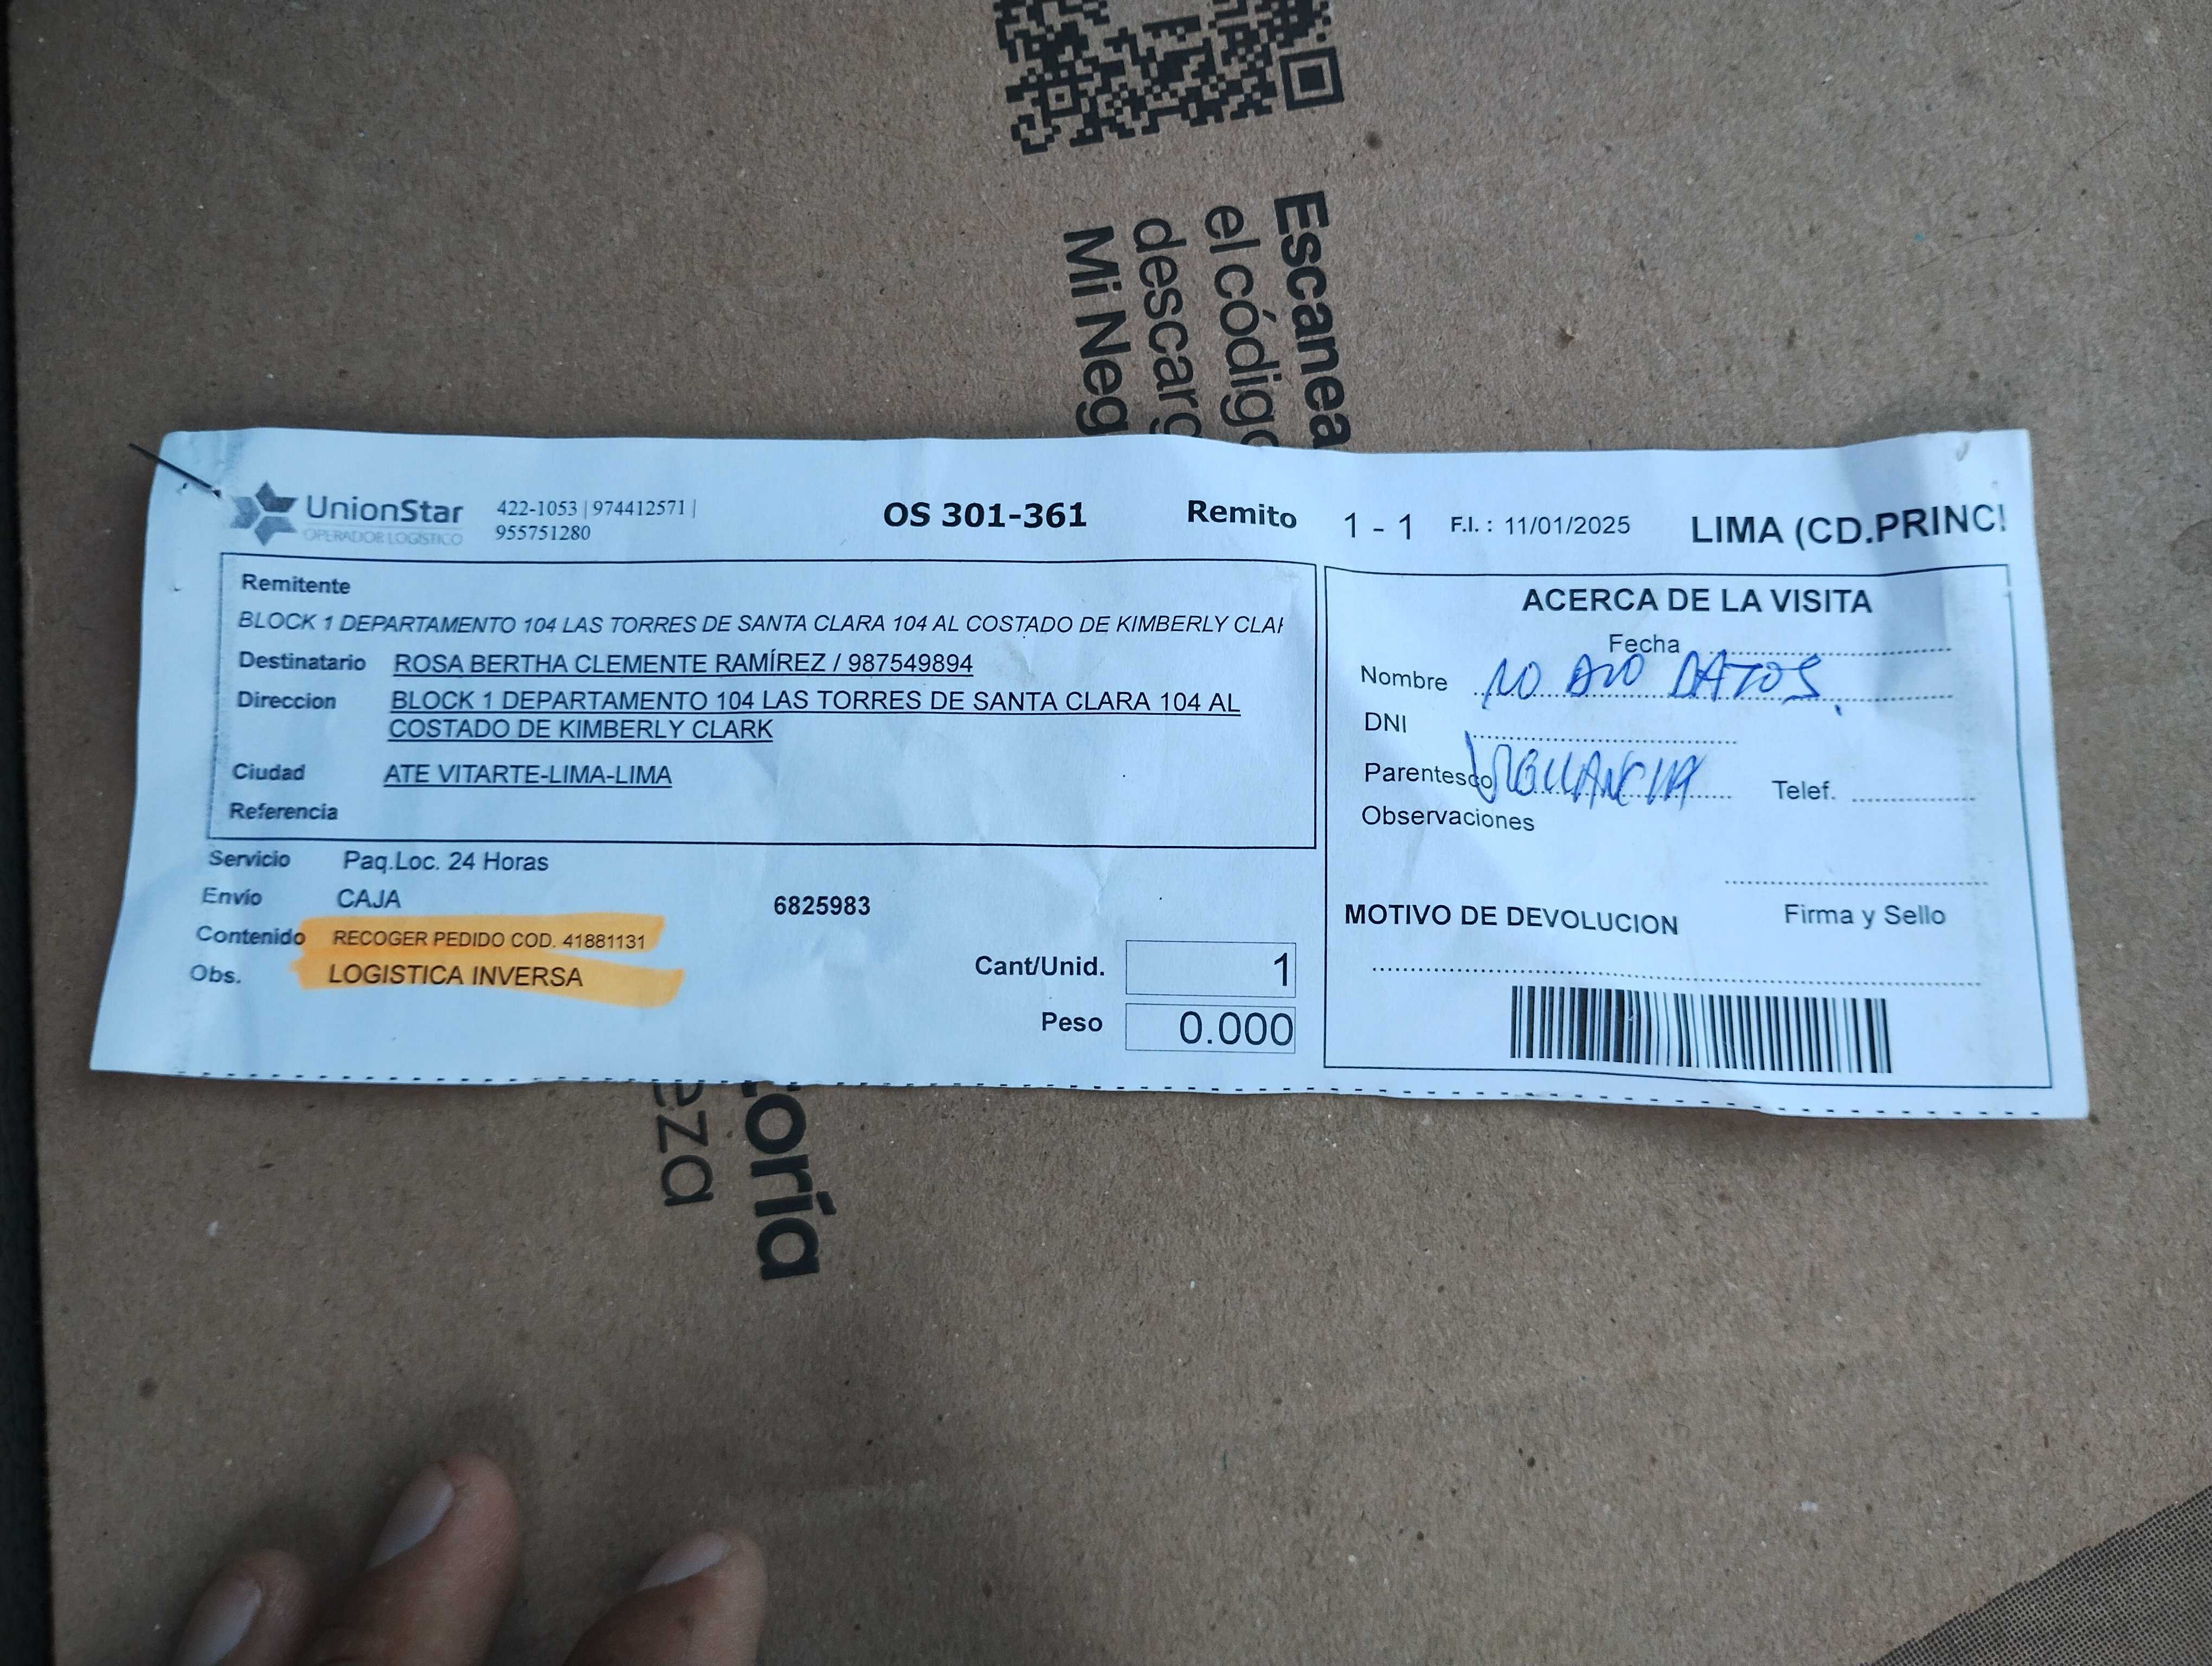 Escanea
el código
descarg
Mi Neg
UnionStar
OPERADOR LOGÍSTICO
422-1053 | 974412571 |
955751280
OS 301-361
Remito
1 - 1
F.I. : 11/01/2025
LIMA (CD.PRINC
Remitente
BLOCK 1 DEPARTAMENTO 104 LAS TORRES DE SANTA CLARA 104 AL COSTADO DE KIMBERLY CLAR
Destinatario ROSA BERTHA CLEMENTE RAMÍREZ / 987549894
Direccion BLOCK 1 DEPARTAMENTO 104 LAS TORRES DE SANTA CLARA 104 AL
COSTADO DE KIMBERLY CLARK
Ciudad ATE VITARTE-LIMA-LIMA
Referencia
Servicio Paq.Loc. 24 Horas
Envio CAJA 6825983
Contenido RECOGER PEDIDO COD. 41881131
Obs. LOGISTICA INVERSA
Cant/Unid. 1
Peso 0.000
ACERCA DE LA VISITA
Fecha
Nombre NO DIO DATOS
DNI
Parentesco VIGILANCIA Telef.
Observaciones
MOTIVO DE DEVOLUCION Firma y Sello
toria
eza